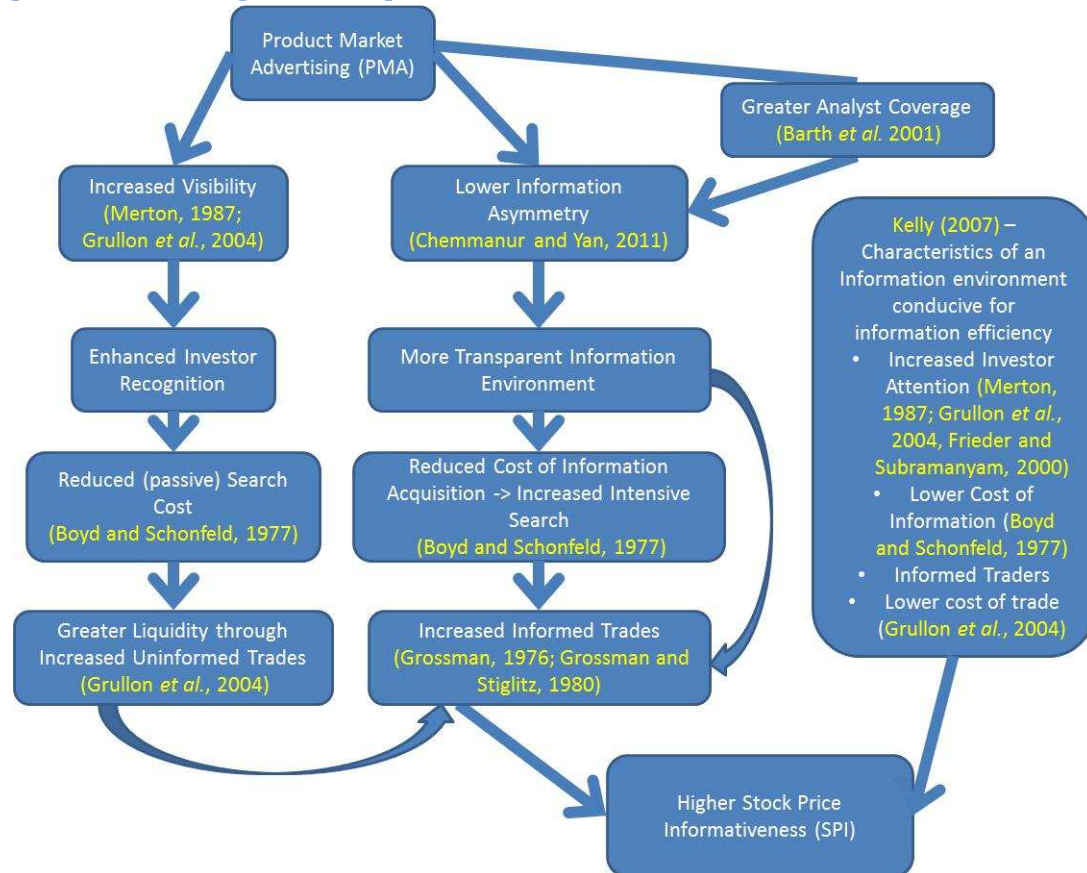 Product Market
Advertising (PMA)
Greater Analyst Coverage
(Barth et al. 2001)
Increased Visibility
(Merton, 1987;
Grullon et al., 2004)
Lower Information
Asymmetry
(Chemmanur and Yan, 2011)
Kelly (2007) –
Characteristics of an
Information environment
conducive for
information efficiency
• Increased Investor
Attention (Merton,
1987; Grullon et al.,
2004, Frieder and
Subramanyam, 2000)
• Lower Cost of
Information (Boyd
and Schonfeld, 1977)
• Informed Traders
• Lower cost of trade
(Grullon et al., 2004)
Enhanced Investor
Recognition
More Transparent Information
Environment
Reduced (passive) Search
Cost
(Boyd and Schonfeld, 1977)
Reduced Cost of Information
Acquisition -> Increased Intensive
Search
(Boyd and Schonfeld, 1977)
Greater Liquidity through
Increased Uninformed Trades
(Grullon et al., 2004)
Increased Informed Trades
(Grossman, 1976; Grossman and
Stiglitz, 1980)
Higher Stock Price
Informativeness (SPI)